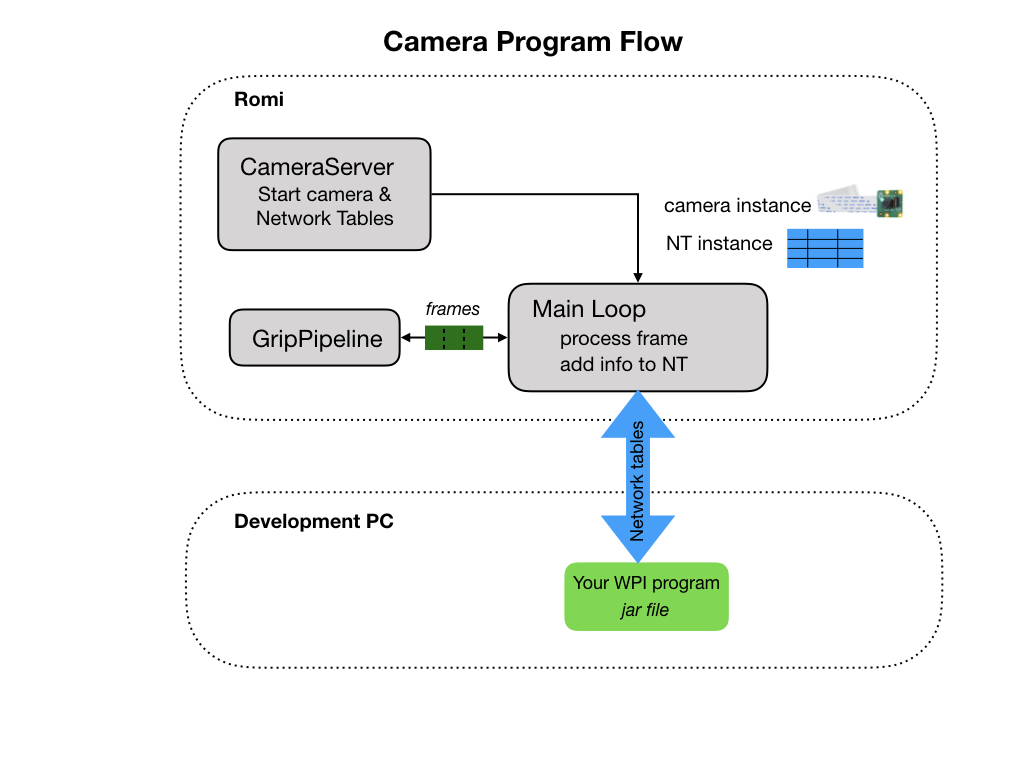 Camera Program Flow
Romi
CameraServer
Start camera &
Network Tables
camera instance
NT instance
frames
GripPipeline
Main Loop
process frame
add info to NT
Network tables
Development PC
Your WPI program
jar file